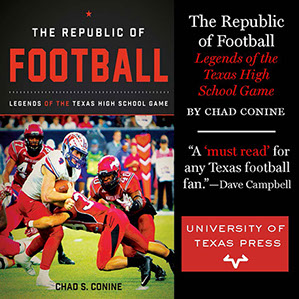 THE REPUBLIC OF
FOOTBALL
LEGENDS OF THE TEXAS HIGH SCHOOL GAME
CHAD S. CONINE
The Republic
of Football
Legends of the
Texas High
School Game
BY CHAD CONINE
“A ‘must read’ for
any Texas football
fan.”—Dave Campbell
UNIVERSITY OF
TEXAS PRESS